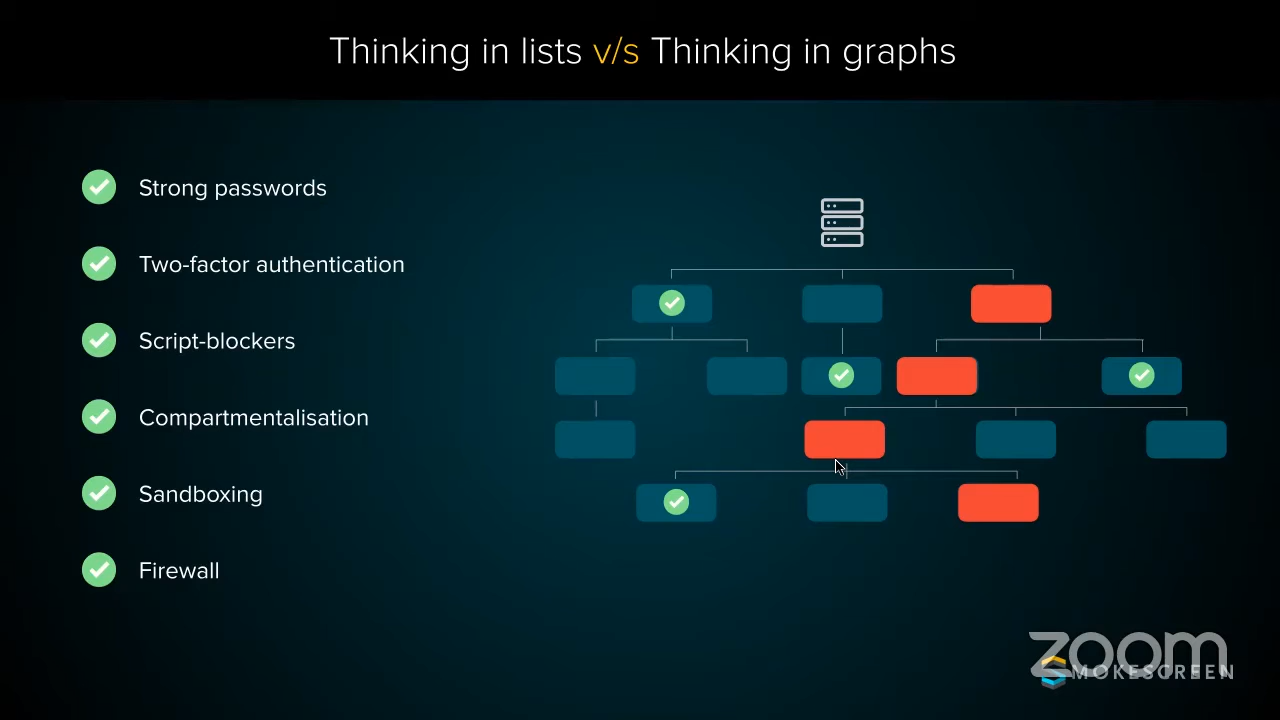 Thinking in lists v/s Thinking in graphs
Strong passwords
Two-factor authentication
Script-blockers
Compartmentalisation
Sandboxing
Firewall
zoom
SMOKESCREEN